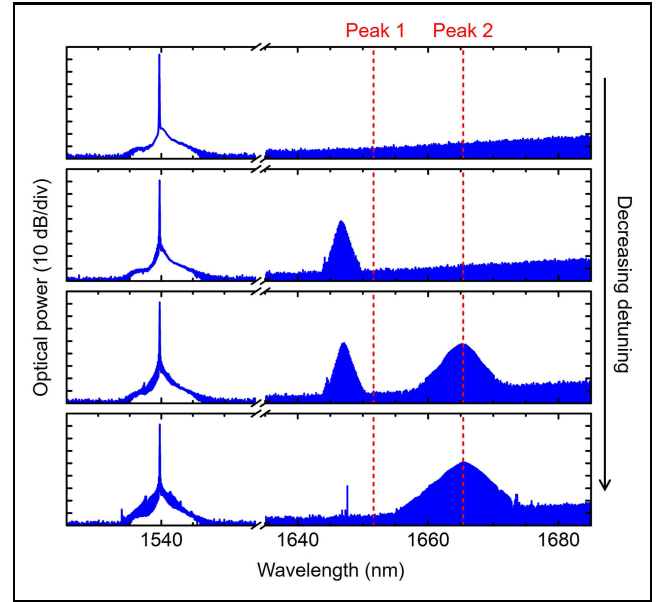 Peak 1 Peak 2
Optical power (10 dB/div)
Decreasing detuning
1540 1640 1660 1680
Wavelength (nm)